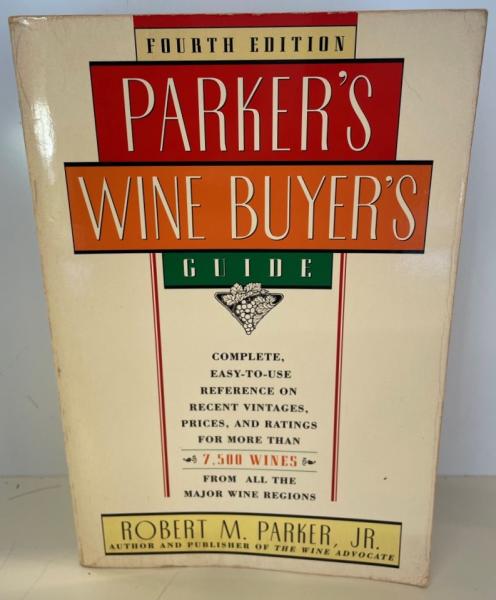 FOURTH EDITION
PARKER'S
WINE BUYER'S
GUIDE
COMPLETE,
EASY-TO-USE
REFERENCE ON
RECENT VINTAGES,
PRICES, AND RATINGS
FOR MORE THAN
7,500 WINES
FROM ALL THE
MAJOR WINE REGIONS
ROBERT M. PARKER, JR.
AUTHOR AND PUBLISHER OF THE WINE ADVOCATE